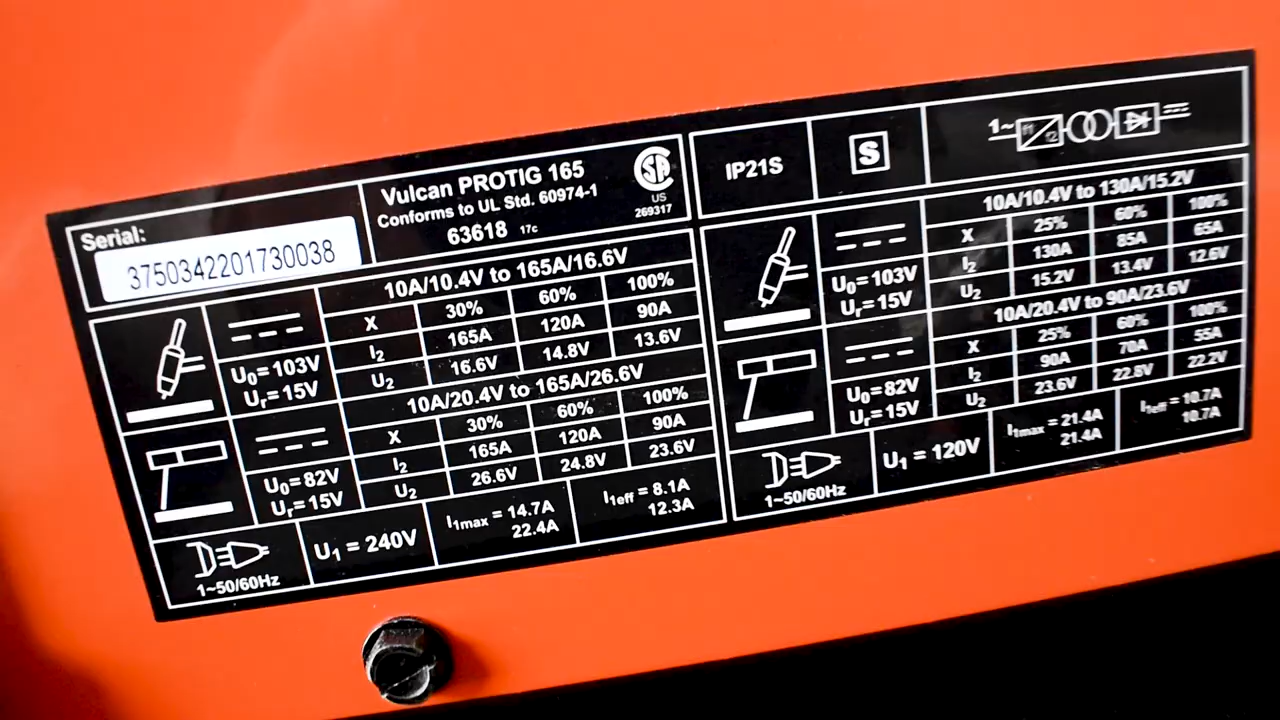 Serial:
3750342201730038
Vulcan PROTIG 165
Conforms to UL Std. 60974-1
63618 17c
US
269317
10A/10.4V to 165A/16.6V
U0=103V
Ur=15V
X 30% 60% 100%
I2 165A 120A 90A
U2 16.6V 14.8V 13.6V
10A/20.4V to 165A/26.6V
U0=82V
Ur=15V
X 30% 60% 100%
I2 165A 120A 90A
U2 26.6V 24.8V 23.6V
1~50/60Hz
U1 = 240V
I1max = 14.7A
22.4A
I1eff = 8.1A
12.3A
IP21S
S
1~ f1 f2
10A/10.4V to 130A/15.2V
U0=103V
Ur=15V
X 25% 60% 100%
I2 130A 85A 65A
U2 15.2V 13.4V 12.6V
10A/20.4V to 90A/23.6V
U0=82V
Ur=15V
X 25% 60% 100%
I2 90A 70A 55A
U2 23.6V 22.8V 22.2V
1~50/60Hz
U1 = 120V
I1max = 21.4A
21.4A
I1eff = 10.7A
10.7A